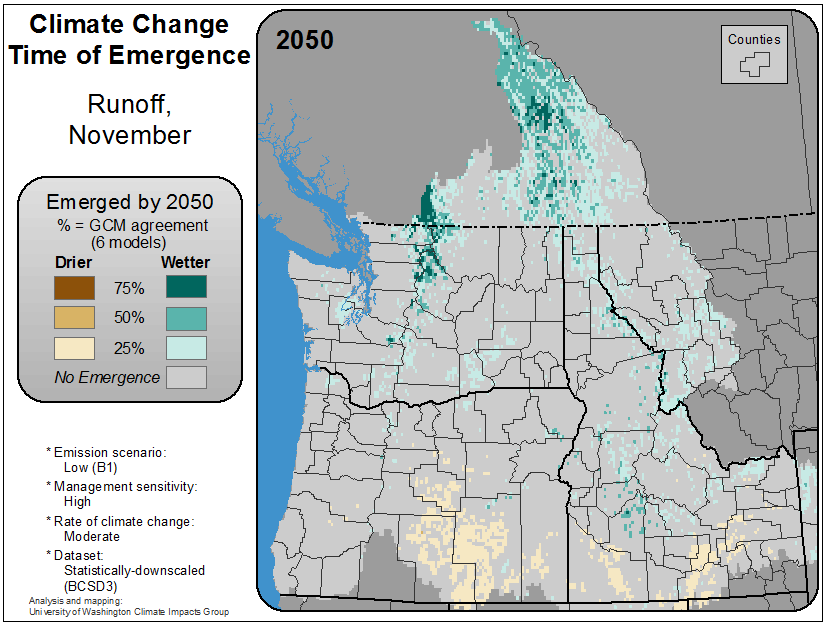 Climate Change
Time of Emergence
Runoff,
November
Emerged by 2050
% = GCM agreement
(6 models)
Drier Wetter
75%
50%
25%
No Emergence
* Emission scenario:
Low (B1)
* Management sensitivity:
High
* Rate of climate change:
Moderate
* Dataset:
Statistically-downscaled
(BCSD3)
Analysis and mapping:
University of Washington Climate Impacts Group
2050
Counties